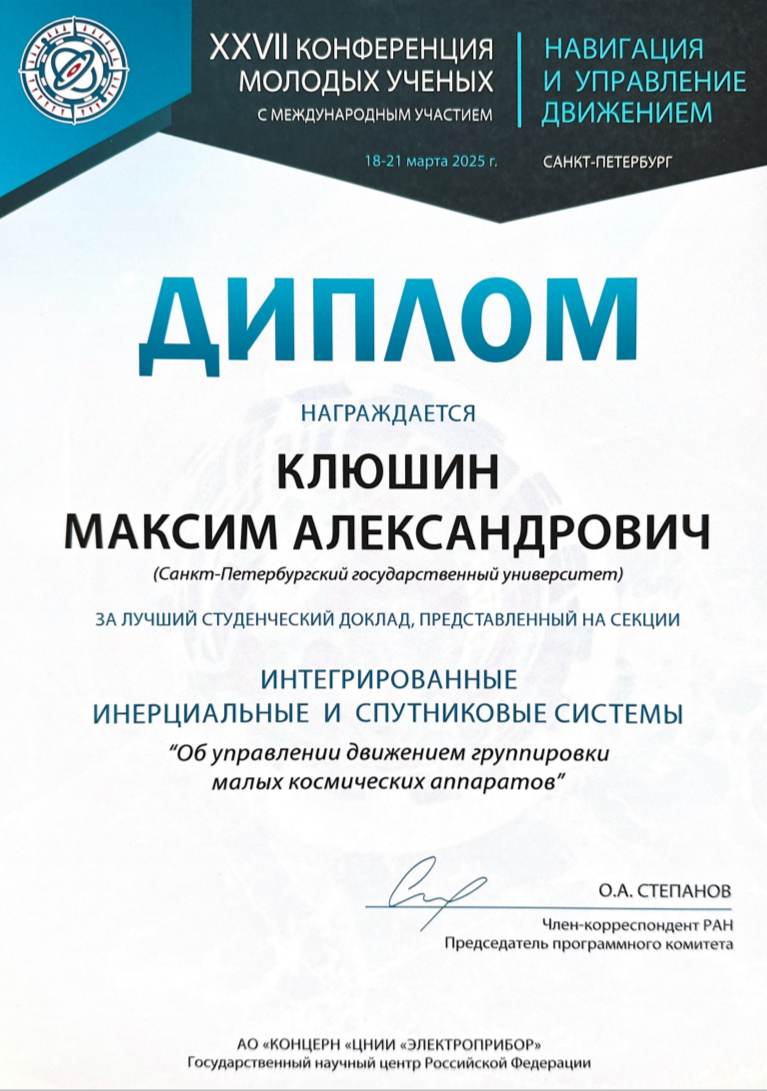 XXVII КОНФЕРЕНЦИЯ
МОЛОДЫХ УЧЕНЫХ
С МЕЖДУНАРОДНЫМ УЧАСТИЕМ
НАВИГАЦИЯ
И УПРАВЛЕНИЕ
ДВИЖЕНИЕМ
18-21 марта 2025 г.
САНКТ-ПЕТЕРБУРГ
ДИПЛОМ
НАГРАЖДАЕТСЯ
КЛЮШИН
МАКСИМ АЛЕКСАНДРОВИЧ
(Санкт-Петербургский государственный университет)
ЗА ЛУЧШИЙ СТУДЕНЧЕСКИЙ ДОКЛАД, ПРЕДСТАВЛЕННЫЙ НА СЕКЦИИ
ИНТЕГРИРОВАННЫЕ
ИНЕРЦИАЛЬНЫЕ И СПУТНИКОВЫЕ СИСТЕМЫ
“Об управлении движением группировки
малых космических аппаратов”
О.А. СТЕПАНОВ
Член-корреспондент РАН
Председатель программного комитета
АО «КОНЦЕРН «ЦНИИ «ЭЛЕКТРОПРИБОР»
Государственный научный центр Российской Федерации